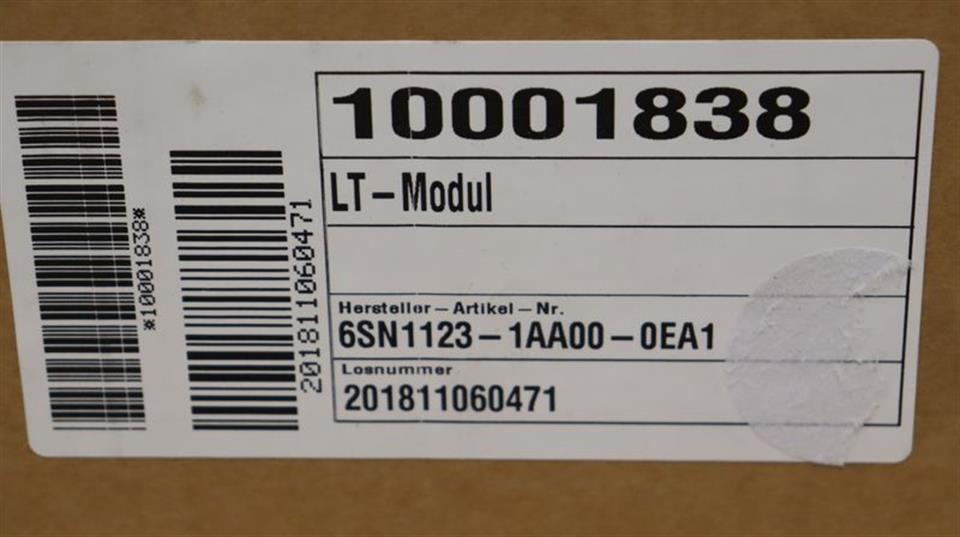 10001838
LT-Modul
Hersteller-Artikel-Nr.
6SN1123-1AA00-0EA1
Losnummer
201811060471
*10001838*
201811060471